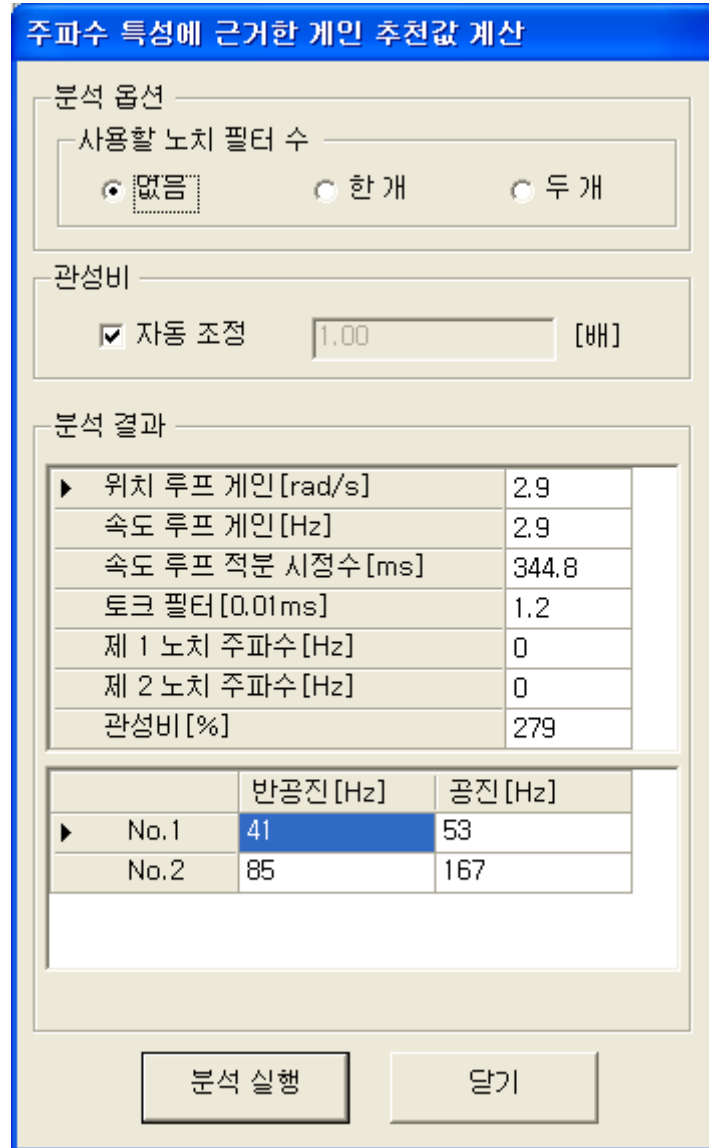 주파수 특성에 근거한 게인 추천값 계산
분석 옵션
사용할 노치 필터 수
없음 한 개 두 개
관성비
자동 조정 1.00 [배]
분석 결과
위치 루프 게인[rad/s] 2.9
속도 루프 게인[Hz] 2.9
속도 루프 적분 시정수[ms] 344.8
토크 필터[0.01ms] 1.2
제 1 노치 주파수[Hz] 0
제 2 노치 주파수[Hz] 0
관성비[%] 279
반공진[Hz] 공진[Hz]
No.1 41 53
No.2 85 167
분석 실행 닫기